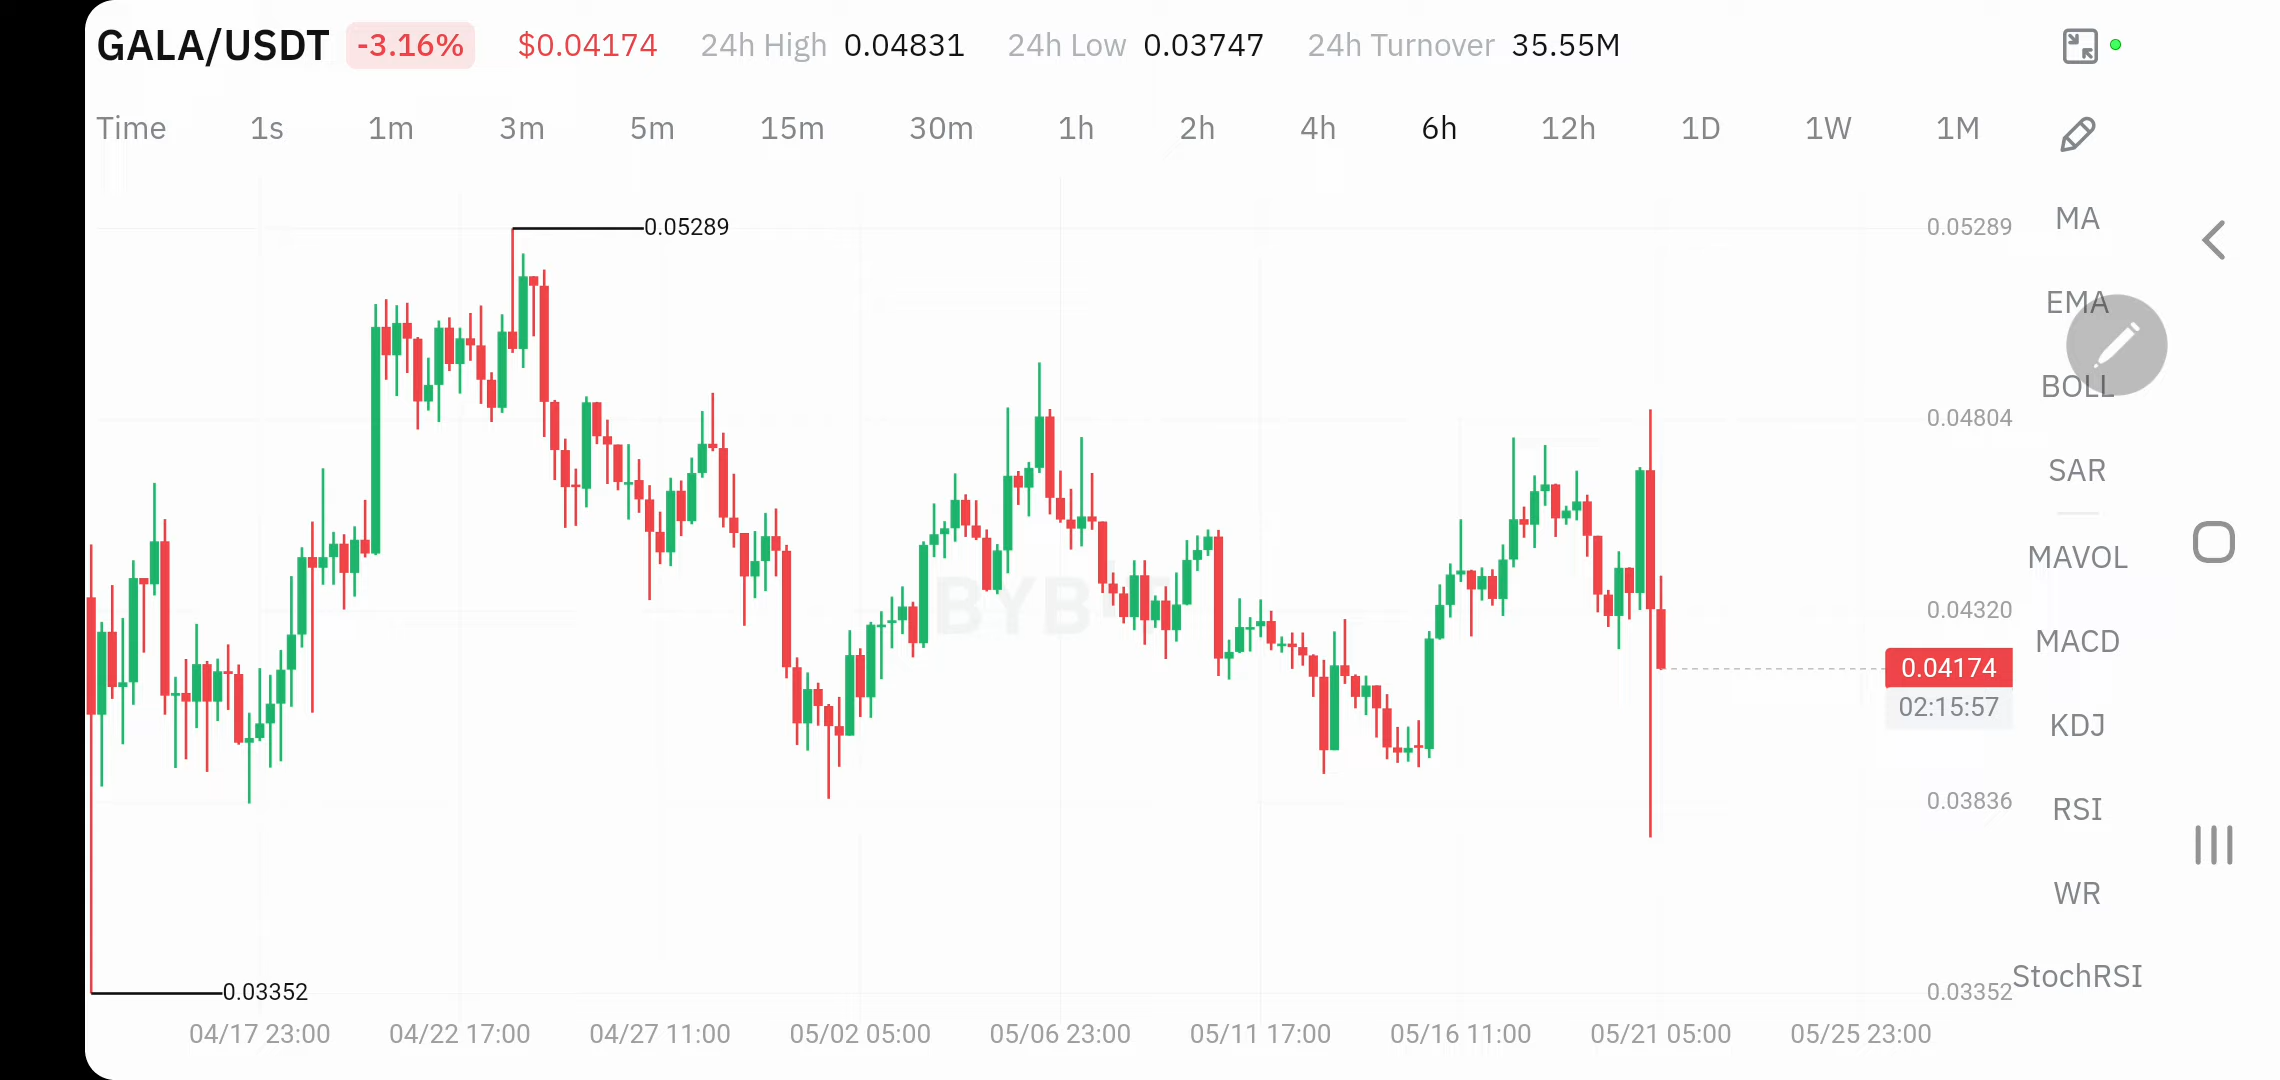 GALA/USDT -3.16% $0.04174 24h High 0.04831 24h Low 0.03747 24h Turnover 35.55M
Time 1s 1m 3m 5m 15m 30m 1h 2h 4h 6h 12h 1D 1W 1M
MA
0.05289 0.05289
EMA
BOLL
0.04804
SAR
MAVOL
BYB
0.04320
MACD
0.04174
02:15:57
KDJ
0.03836
RSI
WR
StochRSI
0.03352 0.03352
04/17 23:00 04/22 17:00 04/27 11:00 05/02 05:00 05/06 23:00 05/11 17:00 05/16 11:00 05/21 05:00 05/25 23:00